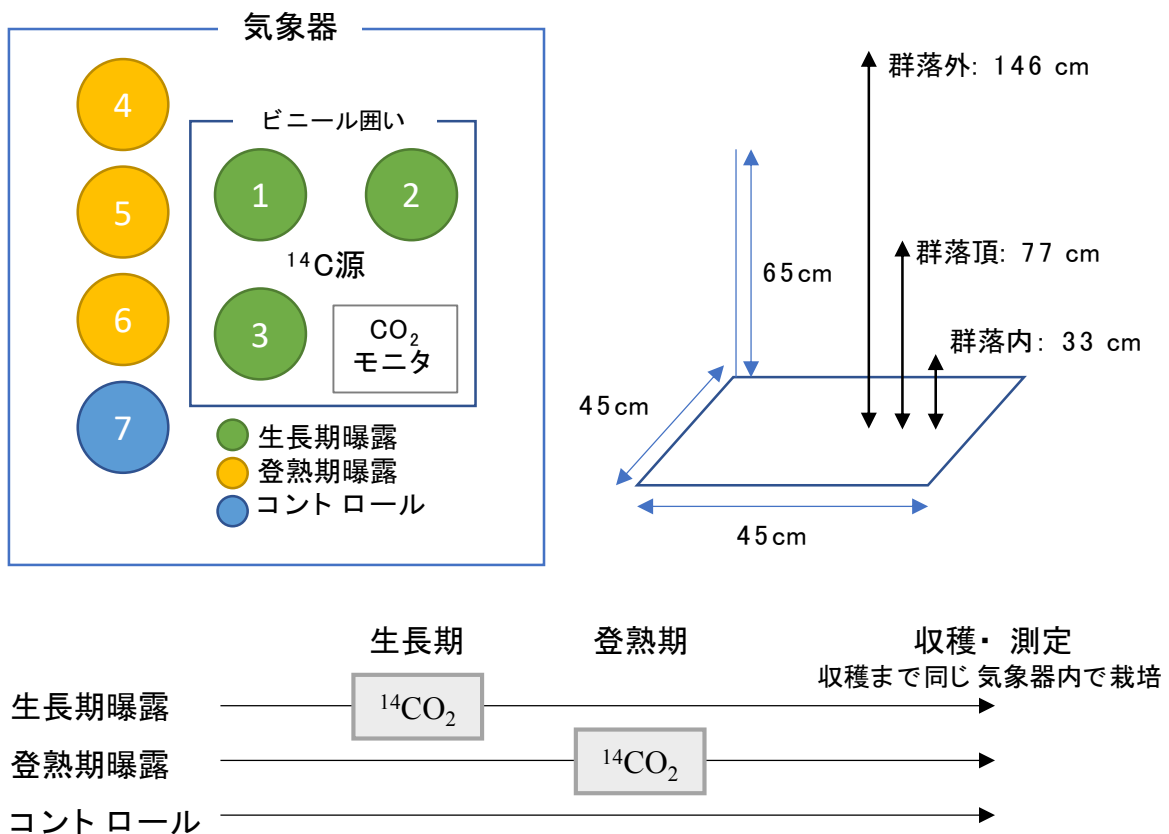 気象器
ビニール囲い
4
5
6
7
1
2
3
¹⁴C源
CO₂
モニタ
生長期曝露
登熟期曝露
コントロール
群落外: 146 cm
群落頂: 77 cm
群落内: 33 cm
65cm
45cm
45cm
生長期
登熟期
収穫・測定
収穫まで同じ気象器内で栽培
生長期曝露
¹⁴CO₂
登熟期曝露
¹⁴CO₂
コントロール